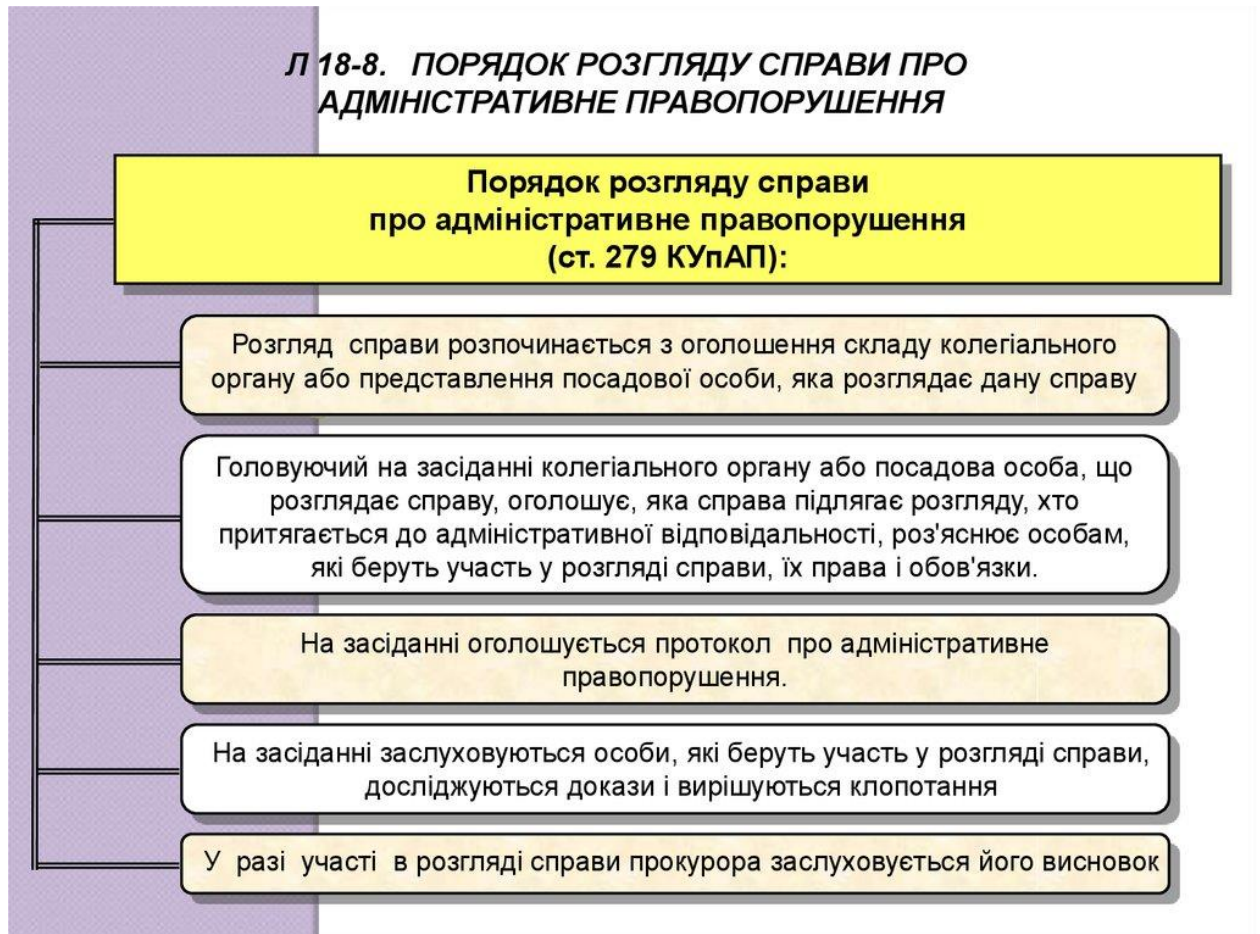 Л 18-8. ПОРЯДОК РОЗГЛЯДУ СПРАВИ ПРО
АДМІНІСТРАТИВНЕ ПРАВОПОРУШЕННЯ
Порядок розгляду справи
про адміністративне правопорушення
(ст. 279 КУпАП):
Розгляд справи розпочинається з оголошення складу колегіального
органу або представлення посадової особи, яка розглядає дану справу
Головуючий на засіданні колегіального органу або посадова особа, що
розглядає справу, оголошує, яка справа підлягає розгляду, хто
притягається до адміністративної відповідальності, роз'яснює особам,
які беруть участь у розгляді справи, їх права і обов'язки.
На засіданні оголошується протокол про адміністративне
правопорушення.
На засіданні заслуховуються особи, які беруть участь у розгляді справи,
досліджуються докази і вирішуються клопотання
У разі участі в розгляді справи прокурора заслуховується його висновок